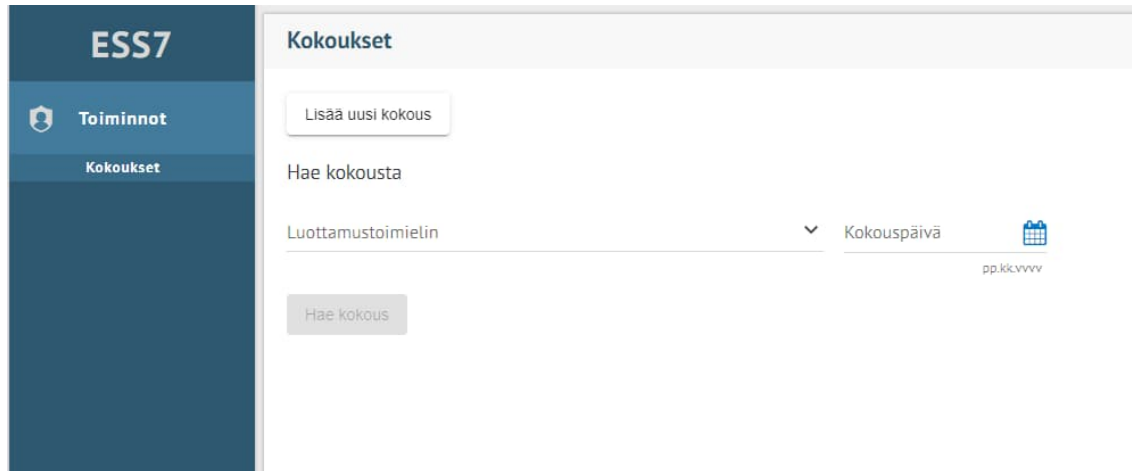 ESS7
Toiminnot
Kokoukset
Kokoukset
Lisää uusi kokous
Hae kokousta
Luottamustoimielin
Kokouspäivä
pp.kk.vvvv
Hae kokous